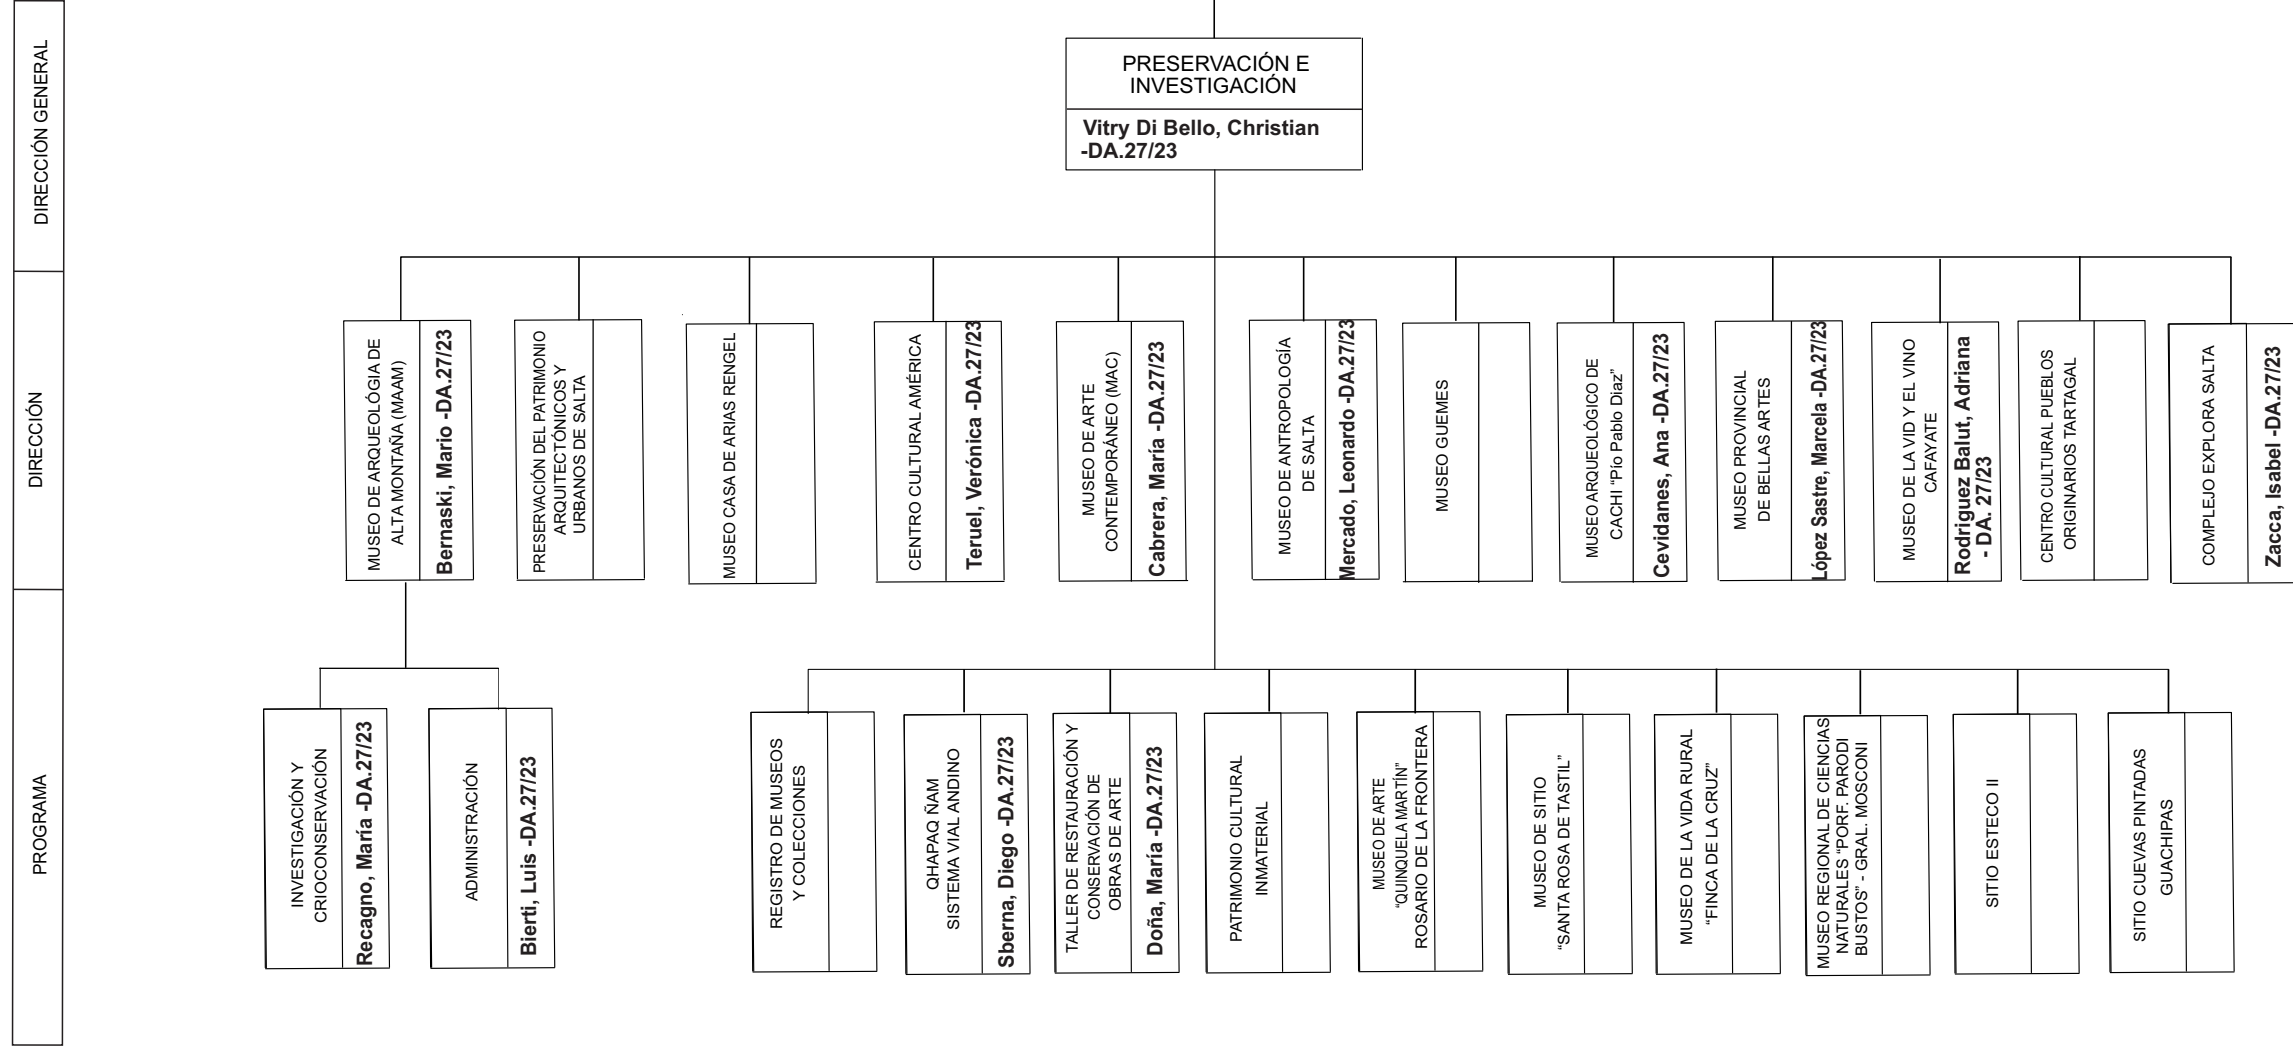 DIRECCIÓN GENERAL
PRESERVACIÓN E
INVESTIGACIÓN
Vitry Di Bello, Christian
-DA.27/23
DIRECCIÓN
MUSEO DE ARQUEOLÓGIA DE
ALTA MONTAÑA (MAAM)
Bernaski, Mario -DA.27/23
PRESERVACIÓN DEL PATRIMONIO
ARQUITECTÓNICOS Y
URBANOS DE SALTA
MUSEO CASA DE ARIAS RENGEL
CENTRO CULTURAL AMÉRICA
Teruel, Verónica -DA.27/23
MUSEO DE ARTE
CONTEMPORÁNEO (MAC)
Cabrera, María -DA.27/23
MUSEO DE ANTROPOLOGÍA
DE SALTA
Mercado, Leonardo -DA.27/23
MUSEO GUEMES
MUSEO ARQUEOLÓGICO DE
CACHI “Pío Pablo Diaz”
Cevidanes, Ana -DA.27/23
MUSEO PROVINCIAL
DE BELLAS ARTES
López Sastre, Marcela -DA.27/23
MUSEO DE LA VID Y EL VINO
CAFAYATE
Rodriguez Balut, Adriana
- DA. 27/23
CENTRO CULTURAL PUEBLOS
ORIGINARIOS TARTAGAL
COMPLEJO EXPLORA SALTA
Zacca, Isabel -DA.27/23
PROGRAMA
INVESTIGACIÓN Y
CRIOCONSERVACIÓN
Recagno, María -DA.27/23
ADMINISTRACIÓN
Bierti, Luis -DA.27/23
REGISTRO DE MUSEOS
Y COLECCIONES
QHAPAQ ÑAM
SISTEMA VIAL ANDINO
Sberna, Diego -DA.27/23
TALLER DE RESTAURACIÓN Y
CONSERVACIÓN DE
OBRAS DE ARTE
Doña, María -DA.27/23
PATRIMONIO CULTURAL
INMATERIAL
MUSEO DE ARTE
“QUINQUELA MARTÍN”
ROSARIO DE LA FRONTERA
MUSEO DE SITIO
“SANTA ROSA DE TASTIL”
MUSEO DE LA VIDA RURAL
“FINCA DE LA CRUZ”
MUSEO REGIONAL DE CIENCIAS
NATURALES “PORF. PARODI
BUSTOS” - GRAL. MOSCONI
SITIO ESTECO II
SITIO CUEVAS PINTADAS
GUACHIPAS